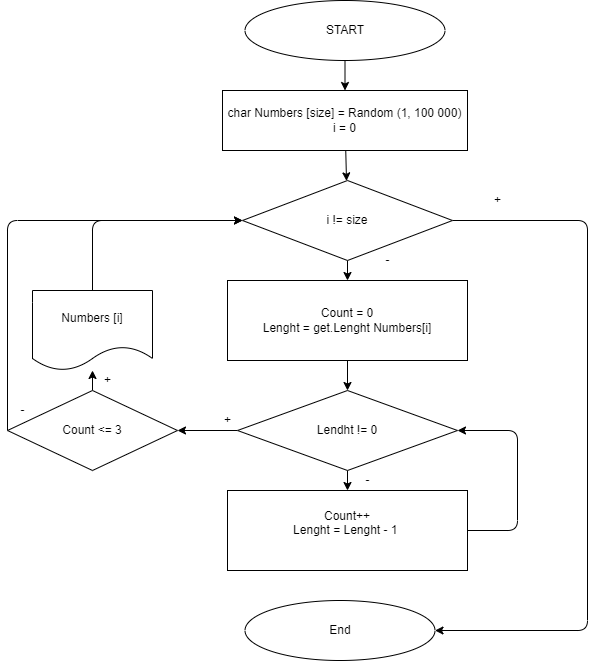 START
char Numbers [size] = Random (1, 100 000)
i = 0
+
i != size
-
Count = 0
Lenght = get.Lenght Numbers[i]
Numbers [i]
+
-
Count <= 3
+
Lendht != 0
-
Count++
Lenght = Lenght - 1
End